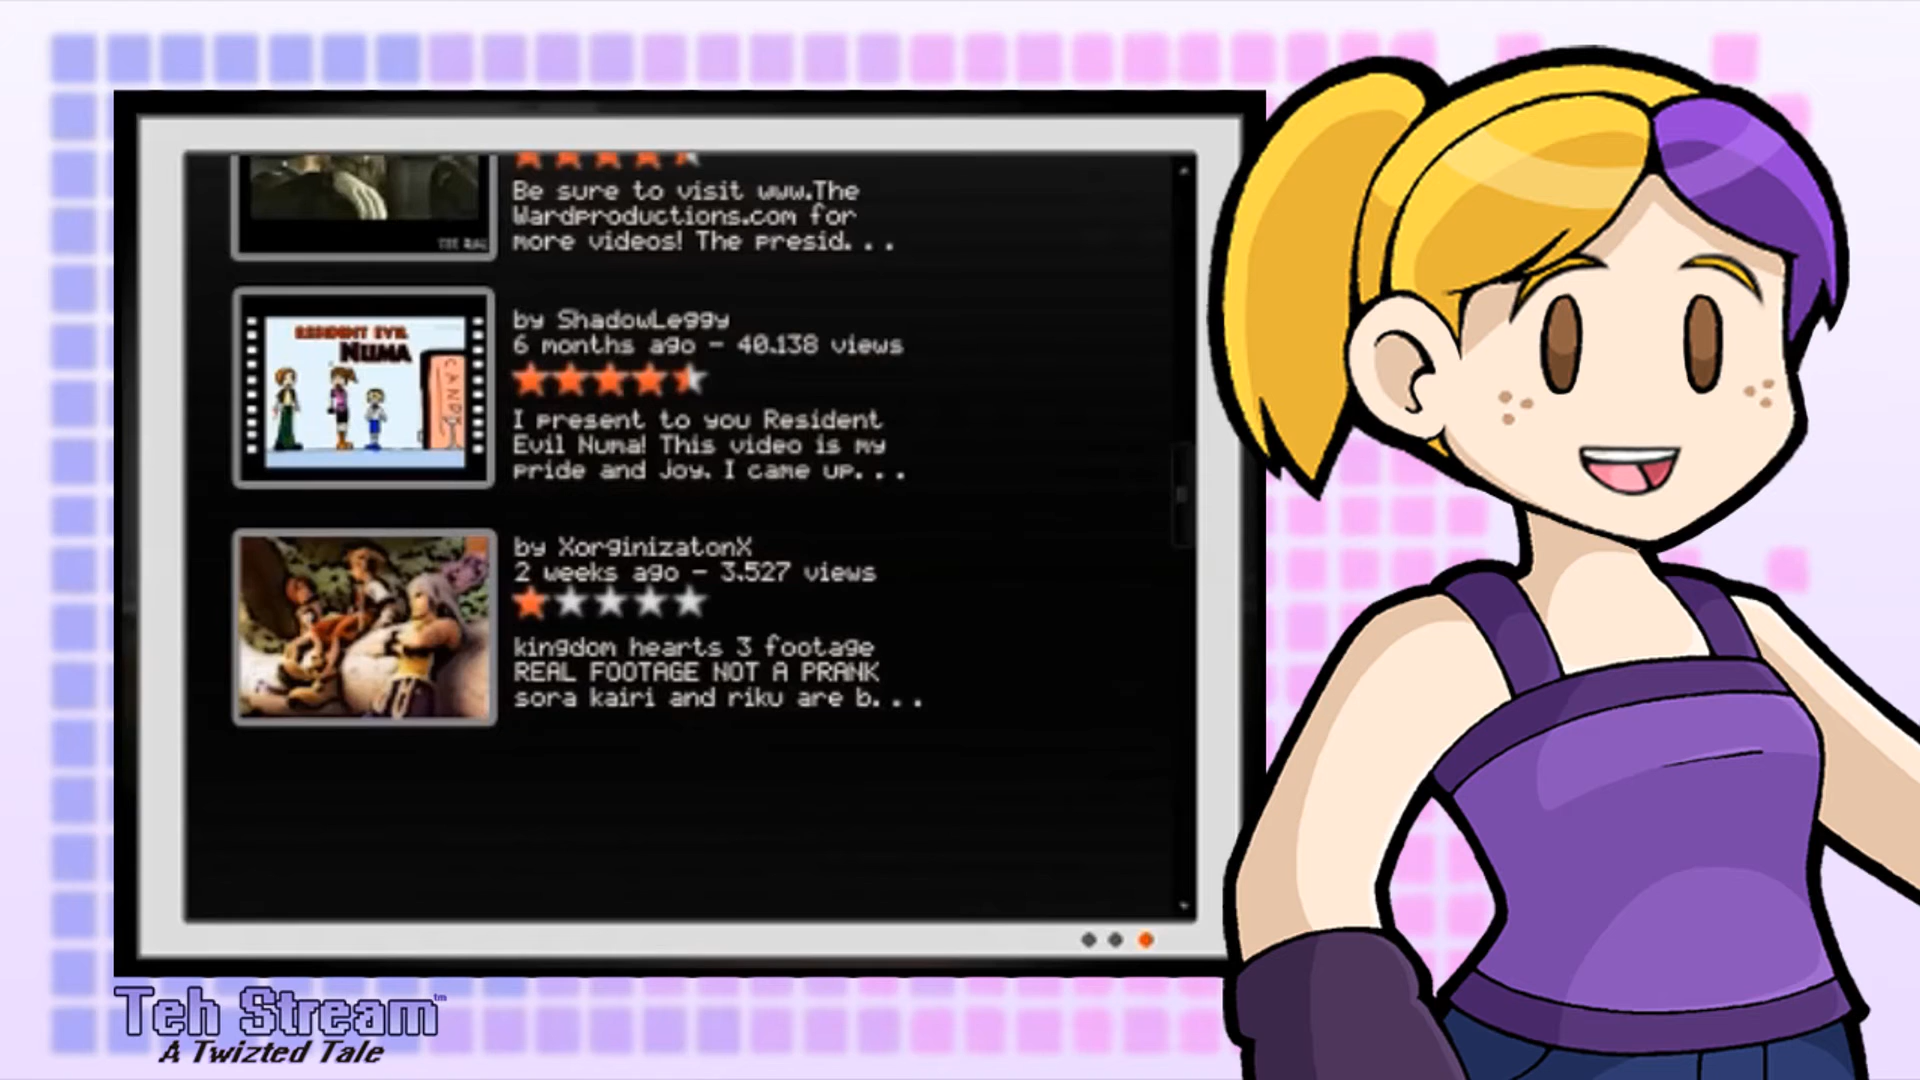 Be sure to visit www.The
Wardproductions.com for
more videos! The presid...
RESIDENT EVIL
NUMA
CANDY
by ShadowLeggy
6 months ago - 40.138 views
I present to you Resident
Evil Numa! This video is my
pride and Joy. I came up...
by XorginizatonX
2 weeks ago - 3.527 views
kingdom hearts 3 footage
REAL FOOTAGE NOT A PRANK
sora kairi and riku are b...
Teh Stream™
A Twizted Tale